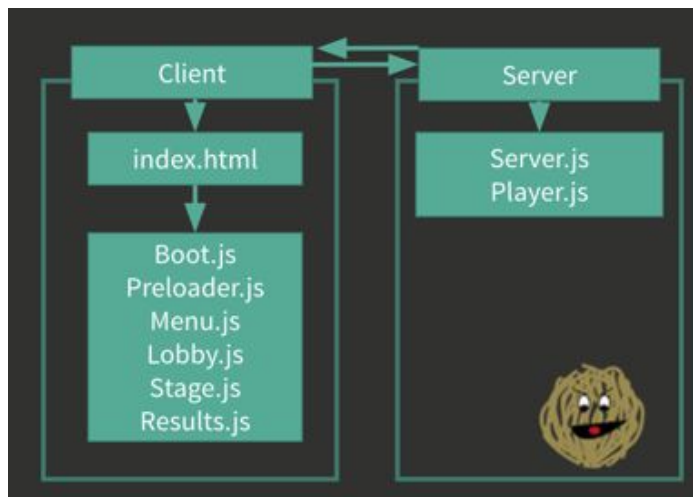 Client
Server
index.html
Server.js
Player.js
Boot.js
Preloader.js
Menu.js
Lobby.js
Stage.js
Results.js